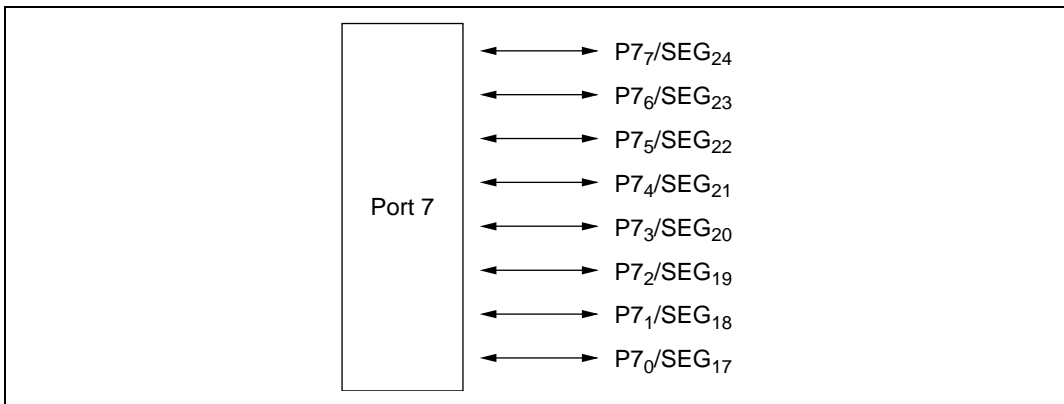 P7₇/SEG₂₄
P7₆/SEG₂₃
P7₅/SEG₂₂
P7₄/SEG₂₁
Port 7
P7₃/SEG₂₀
P7₂/SEG₁₉
P7₁/SEG₁₈
P7₀/SEG₁₇